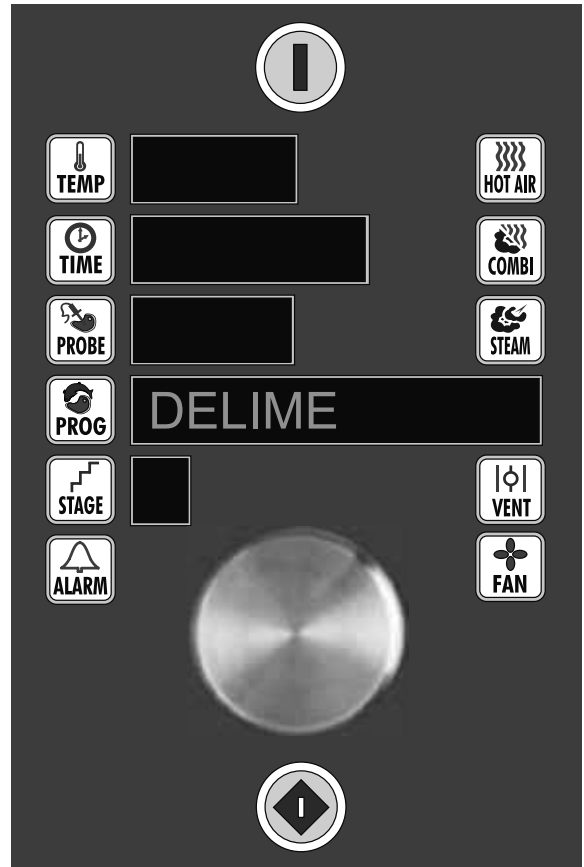 TEMP
HOT AIR
TIME
COMBI
PROBE
STEAM
PROG
DELIME
STAGE
VENT
ALARM
FAN